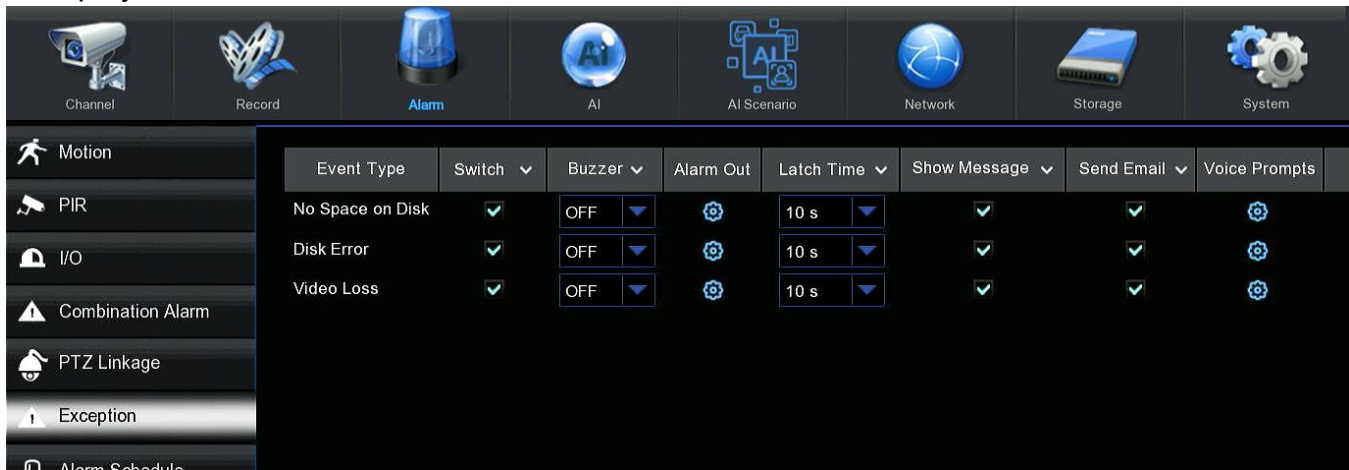 Channel Record Alarm AI AI Scenario Network Storage System
Motion
PIR
I/O
Combination Alarm
PTZ Linkage
Exception
Alarm Schedule
Event Type Switch Buzzer Alarm Out Latch Time Show Message Send Email Voice Prompts
No Space on Disk OFF 10 s
Disk Error OFF 10 s
Video Loss OFF 10 s